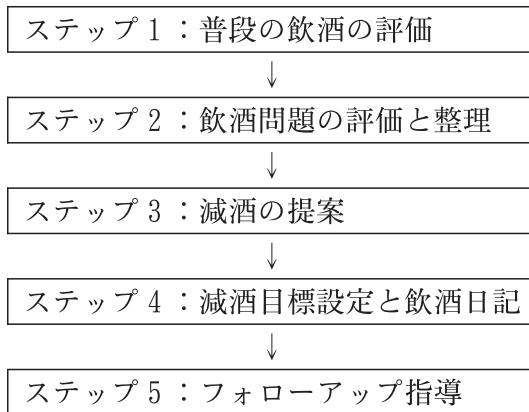 ステップ 1 ：普段の飲酒の評価
↓
ステップ 2 ：飲酒問題の評価と整理
↓
ステップ 3 ：減酒の提案
↓
ステップ 4 ：減酒目標設定と飲酒日記
↓
ステップ 5 ：フォローアップ指導